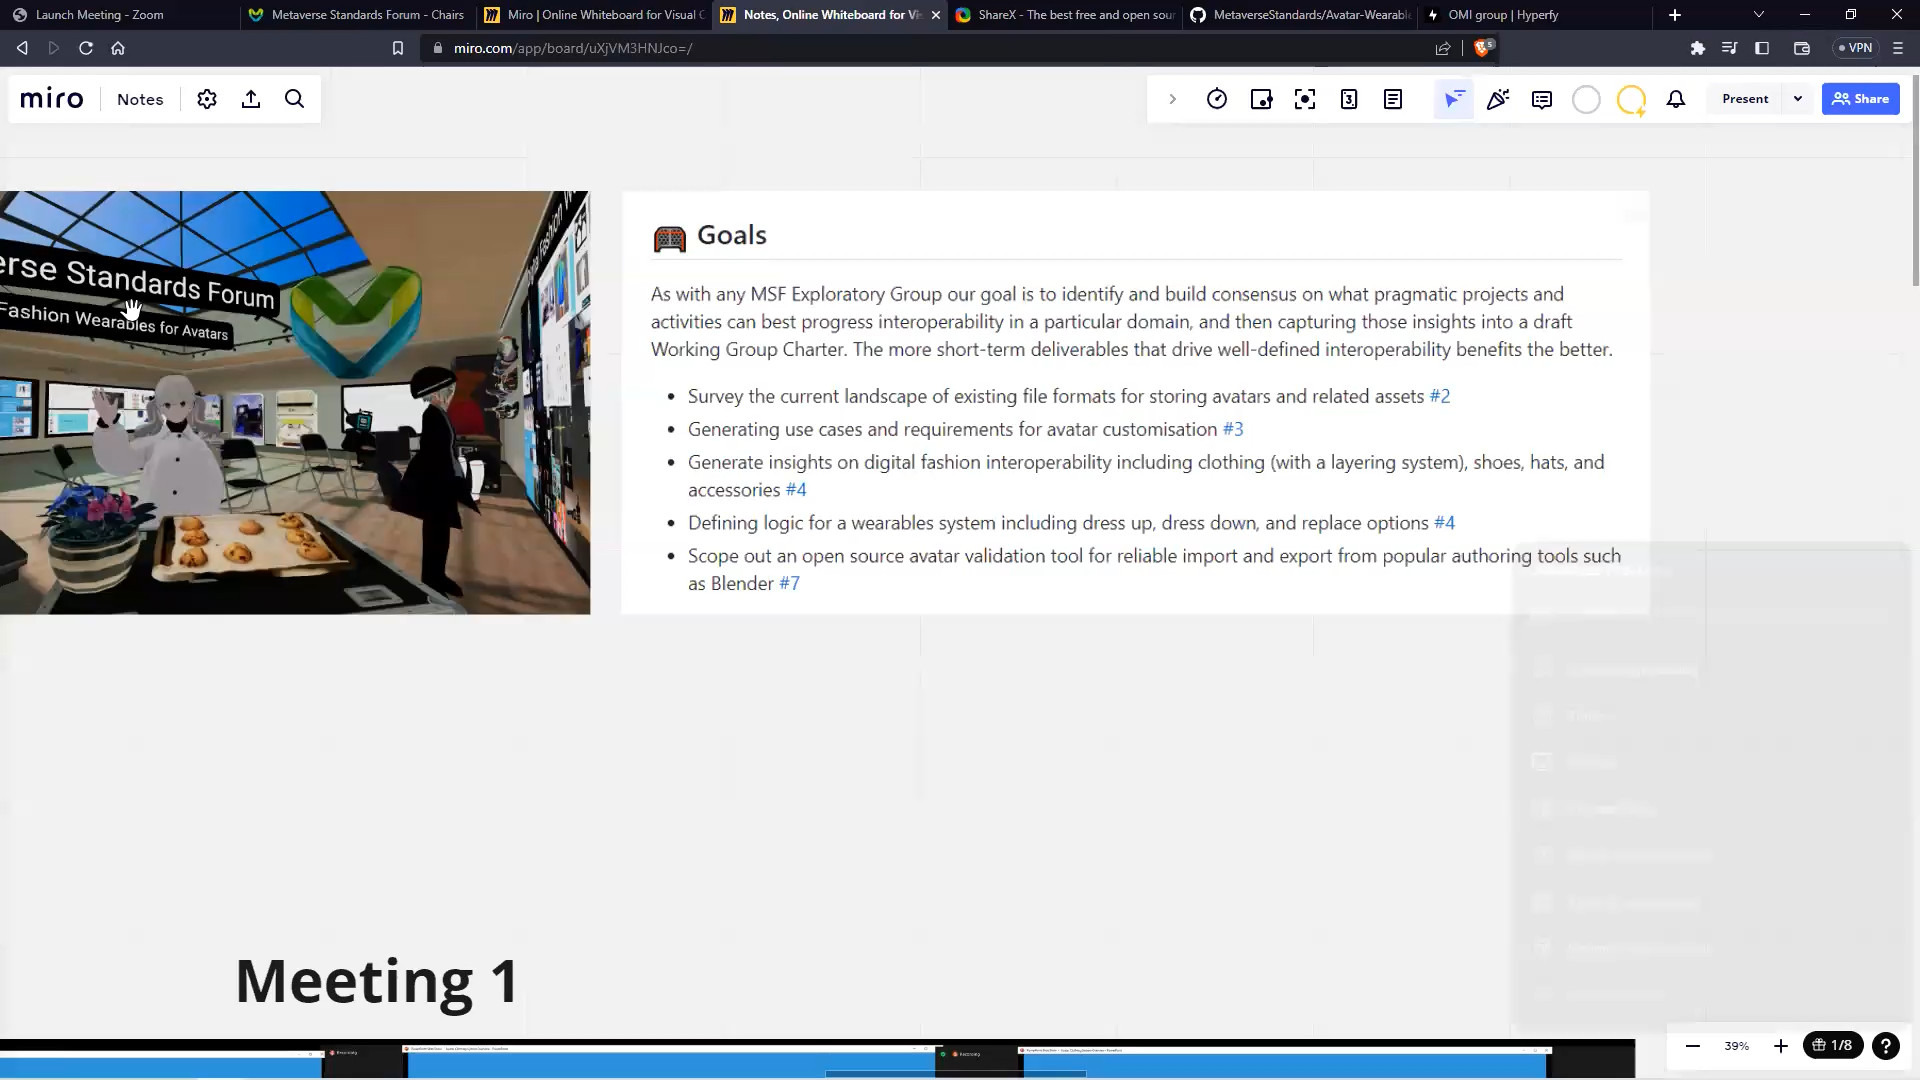 Launch Meeting - Zoom
Metaverse Standards Forum - Chairs
Miro | Online Whiteboard for Visual C
Notes, Online Whiteboard for Vi
ShareX - The best free and open sour
MetaverseStandards/Avatar-Wearabl
OMI group | Hyperfy
miro.com/app/board/uXjVM3HNJco=/
5
VPN
miro
Notes
3
Present
Share
erse Standards Forum
Fashion Wearables for Avatars
Digital Fashion W
Goals
As with any MSF Exploratory Group our goal is to identify and build consensus on what pragmatic projects and
activities can best progress interoperability in a particular domain, and then capturing those insights into a draft
Working Group Charter. The more short-term deliverables that drive well-defined interoperability benefits the better.
• Survey the current landscape of existing file formats for storing avatars and related assets #2
• Generating use cases and requirements for avatar customisation #3
• Generate insights on digital fashion interoperability including clothing (with a layering system), shoes, hats, and
accessories #4
• Defining logic for a wearables system including dress up, dress down, and replace options #4
• Scope out an open source avatar validation tool for reliable import and export from popular authoring tools such
as Blender #7
Meeting 1
39%
1/8